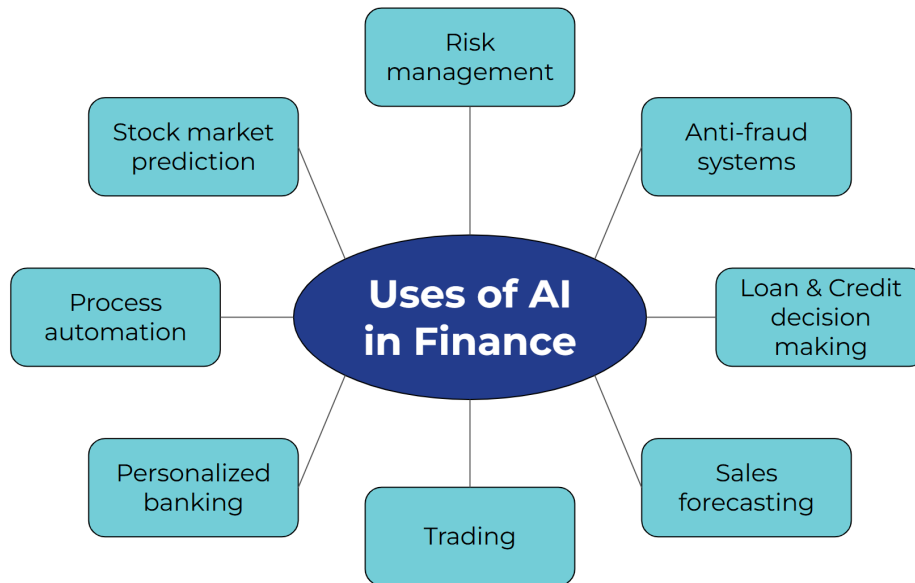 Risk
management
Stock market
prediction
Anti-fraud
systems
Process
automation
Uses of AI
in Finance
Loan & Credit
decision
making
Personalized
banking
Trading
Sales
forecasting